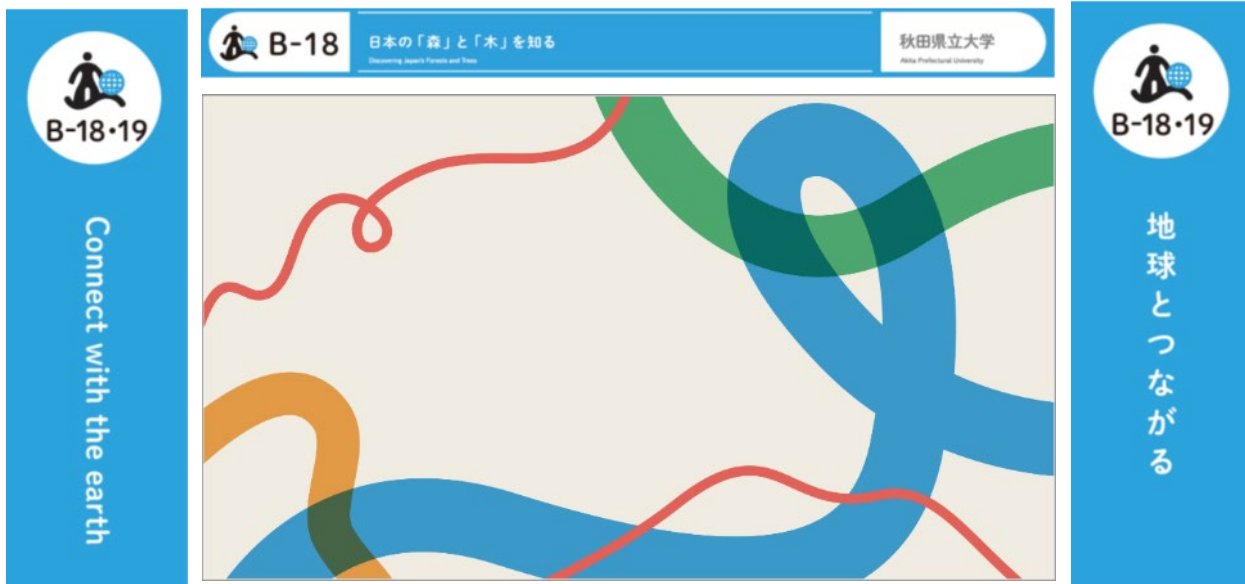 B-18・19
Connect with the earth
B-18
日本の「森」と「木」を知る
Discovering Japan's Forests and Trees
秋田県立大学
Akita Prefectural University
B-18・19
地球とつながる